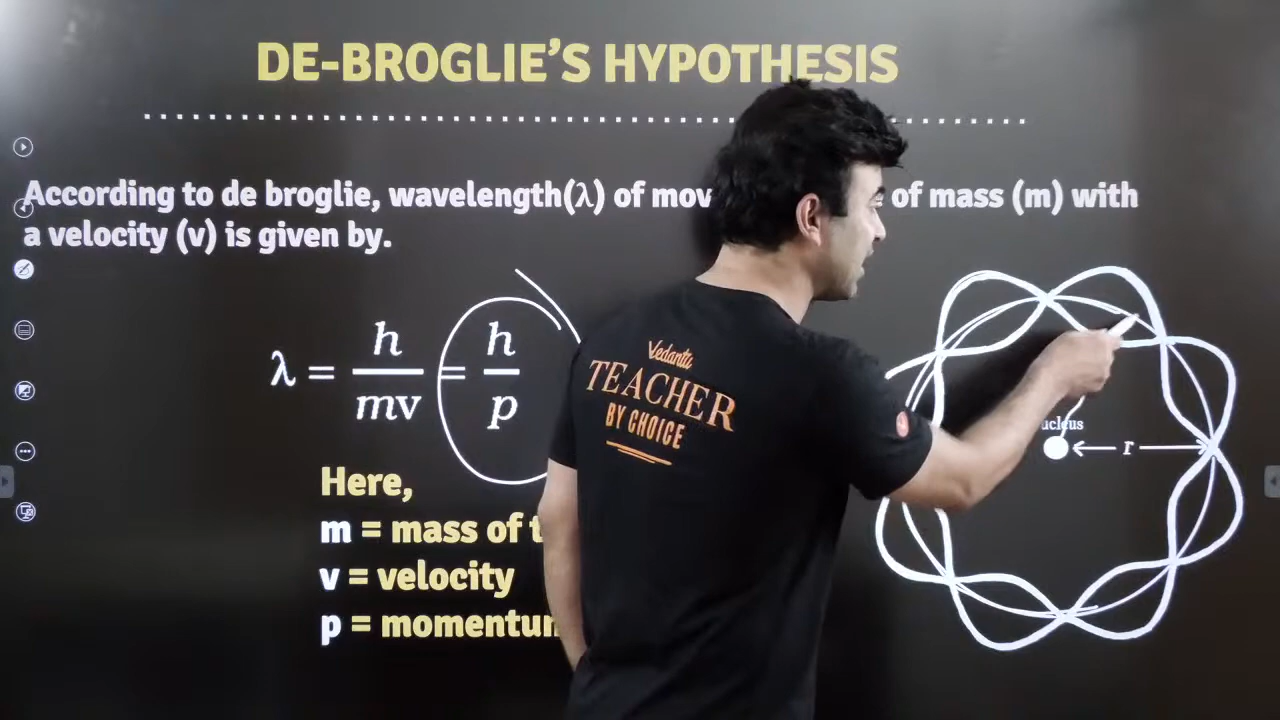 DE-BROGLIE'S HYPOTHESIS
According to de broglie, wavelength(λ) of mov of mass (m) with
a velocity (v) is given by.
λ = h/mv = h/p
Here,
m = mass of
v = velocity
p = momentum
r
Vedantu
TEACHER
BY CHOICE